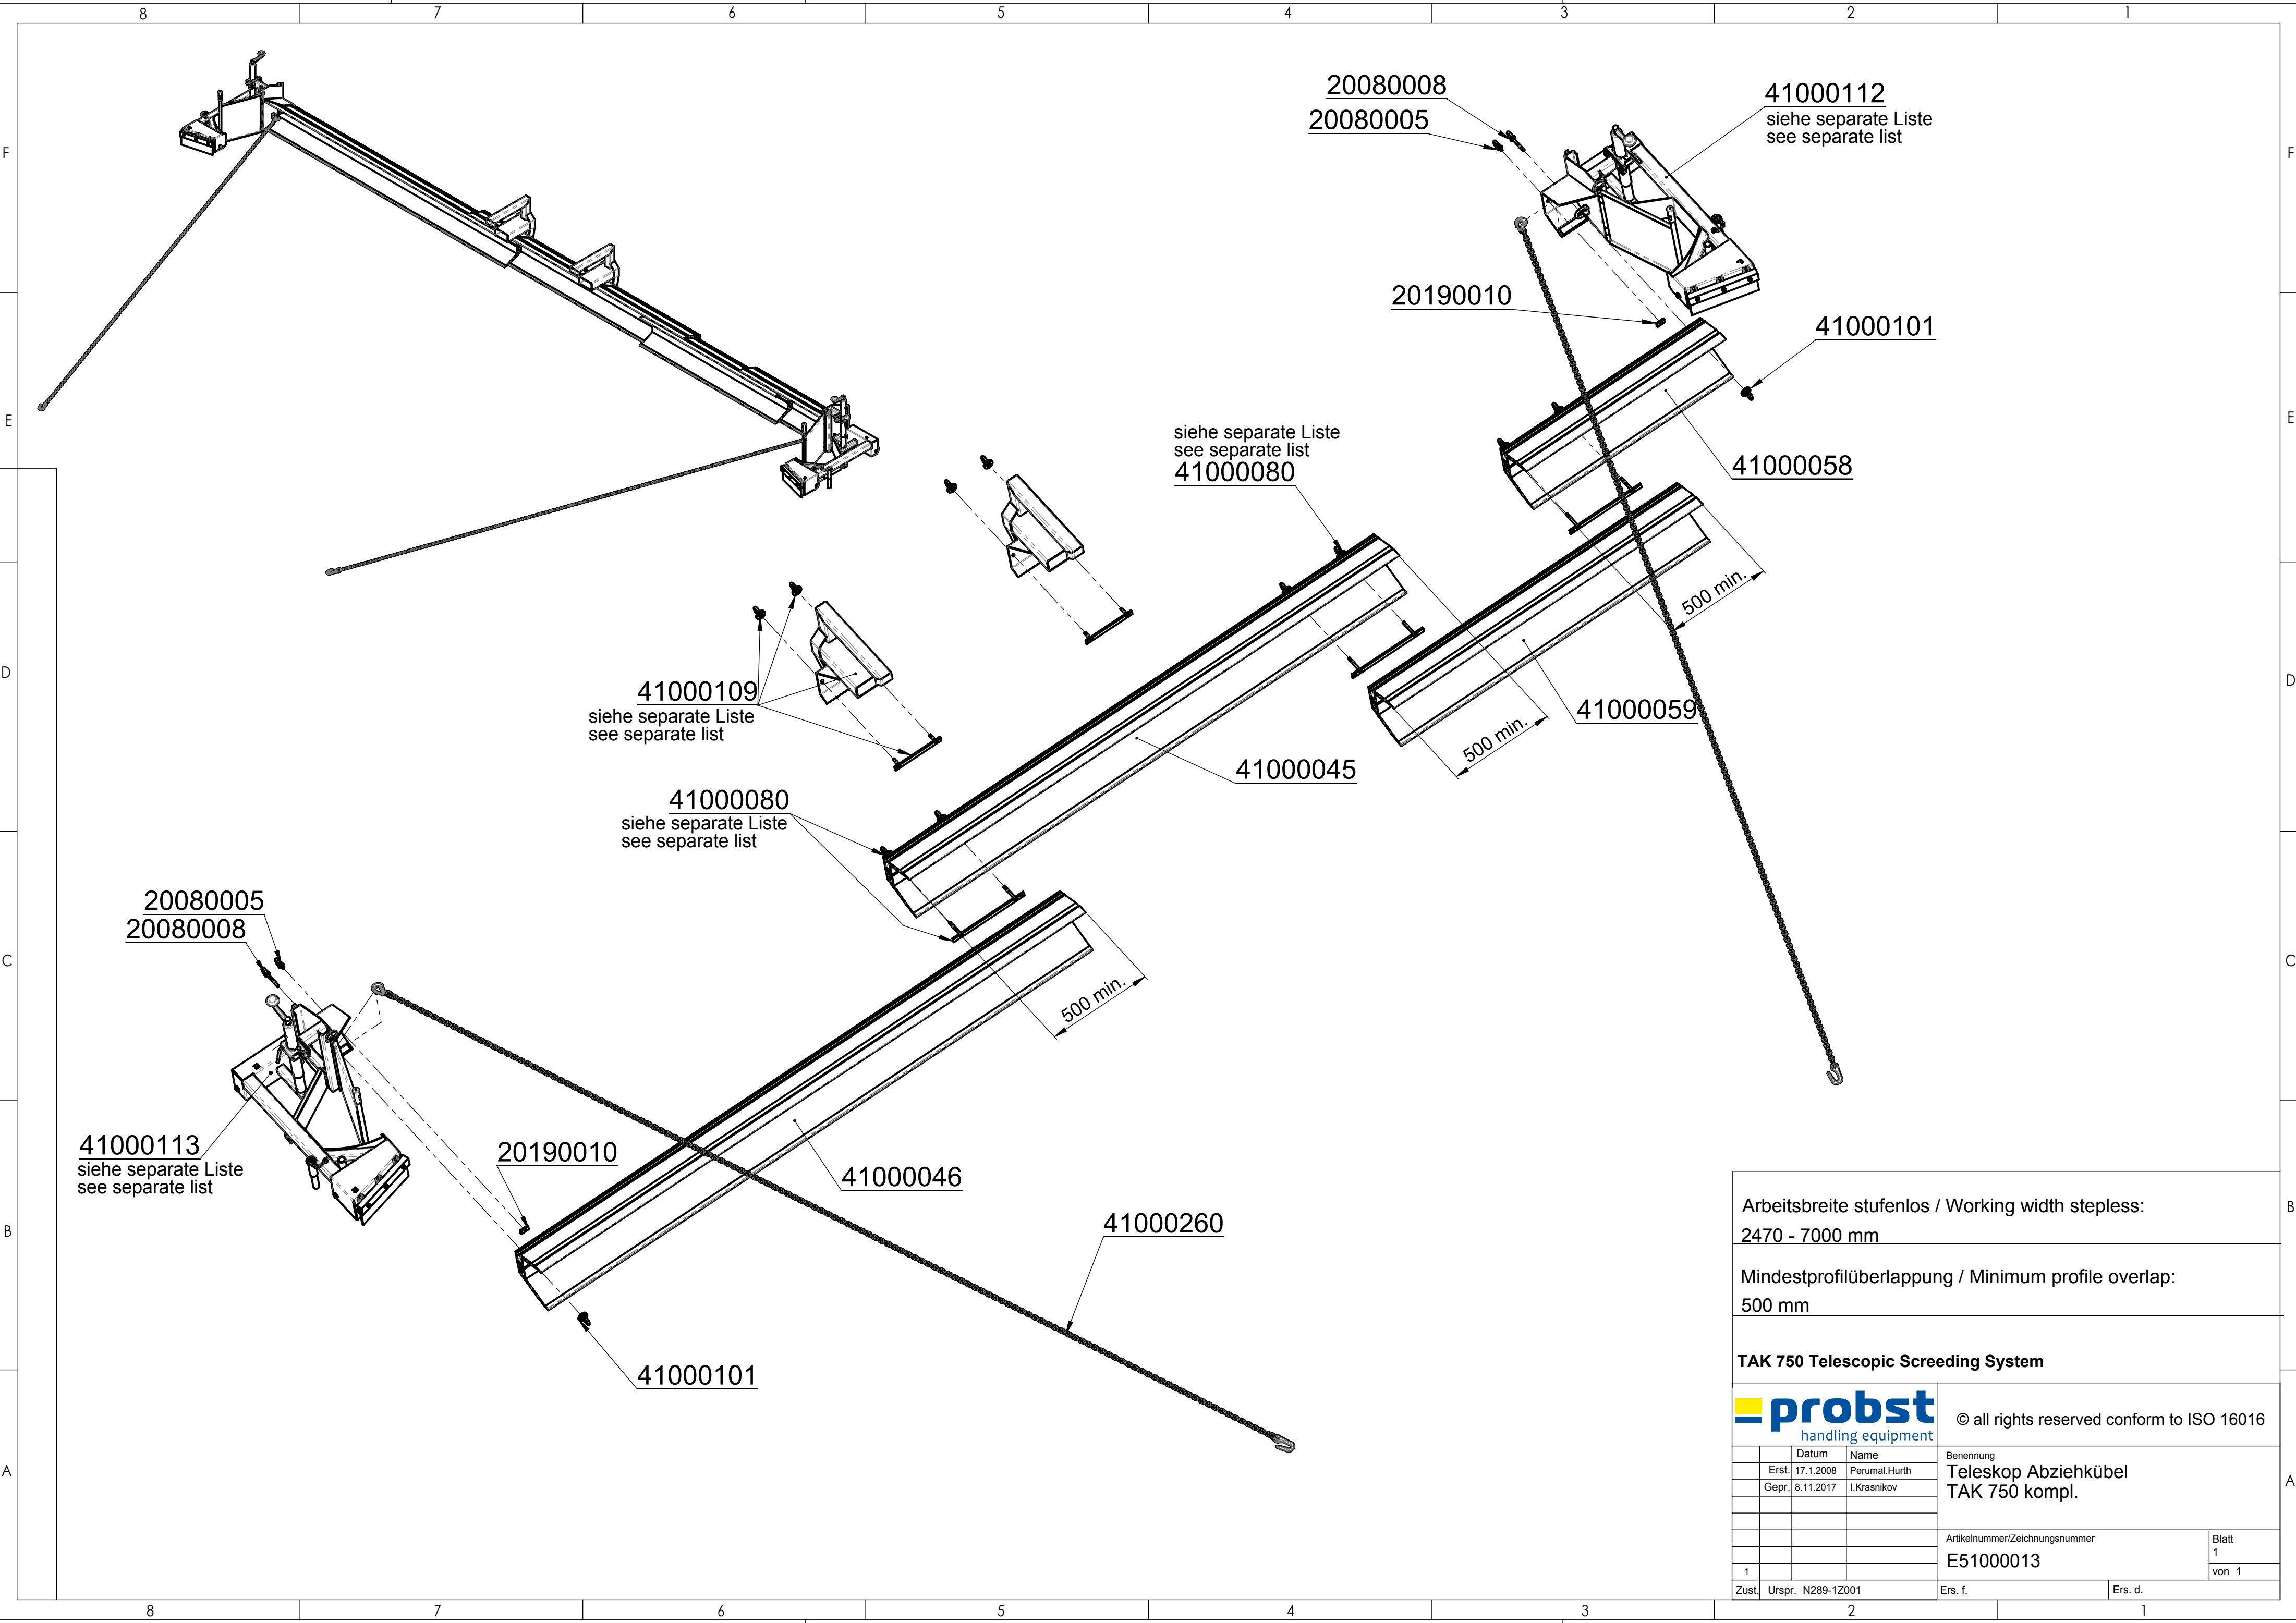 8 7 6 5 4 3 2 1
F
E
D
C
B
A
F
E
D
C
B
A
20080008
20080005
41000112
siehe separate Liste
see separate list
20190010
41000101
41000058
siehe separate Liste
see separate list
41000080
500 min.
41000109
siehe separate Liste
see separate list
41000059
500 min.
41000045
41000080
siehe separate Liste
see separate list
20080005
20080008
500 min.
41000113
siehe separate Liste
see separate list
20190010
41000046
41000260
41000101
Arbeitsbreite stufenlos / Working width stepless:
2470 - 7000 mm
Mindestprofilüberlappung / Minimum profile overlap:
500 mm
TAK 750 Telescopic Screeding System
probst
handling equipment
© all rights reserved conform to ISO 16016
Datum Name
Erst. 17.1.2008 Perumal.Hurth
Gepr. 8.11.2017 I.Krasnikov
Benennung
Teleskop Abziehkübel
TAK 750 kompl.
Artikelnummer/Zeichnungsnummer
E51000013
Blatt
1
von 1
1
Zust. Urspr. N289-1Z001 Ers. f. Ers. d.
8 7 6 5 4 3 2 1